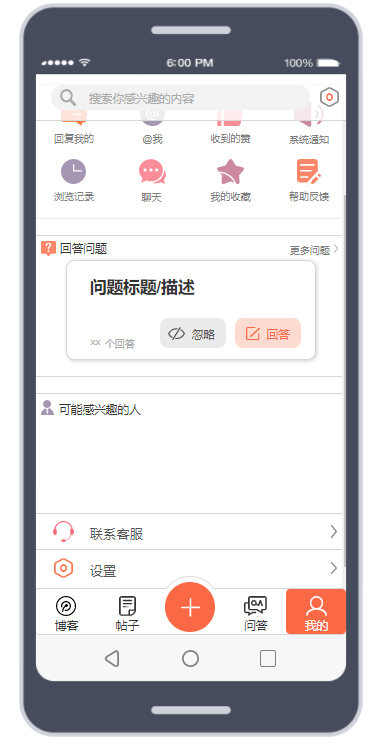 6:00 PM 100%
搜索你感兴趣的内容
回复我的 @我 收到的赞 系统通知
浏览记录 聊天 我的收藏 帮助反馈
回答问题 更多问题
问题标题/描述
xx 个回答 忽略 回答
可能感兴趣的人
联系客服
设置
博客 帖子 问答 我的